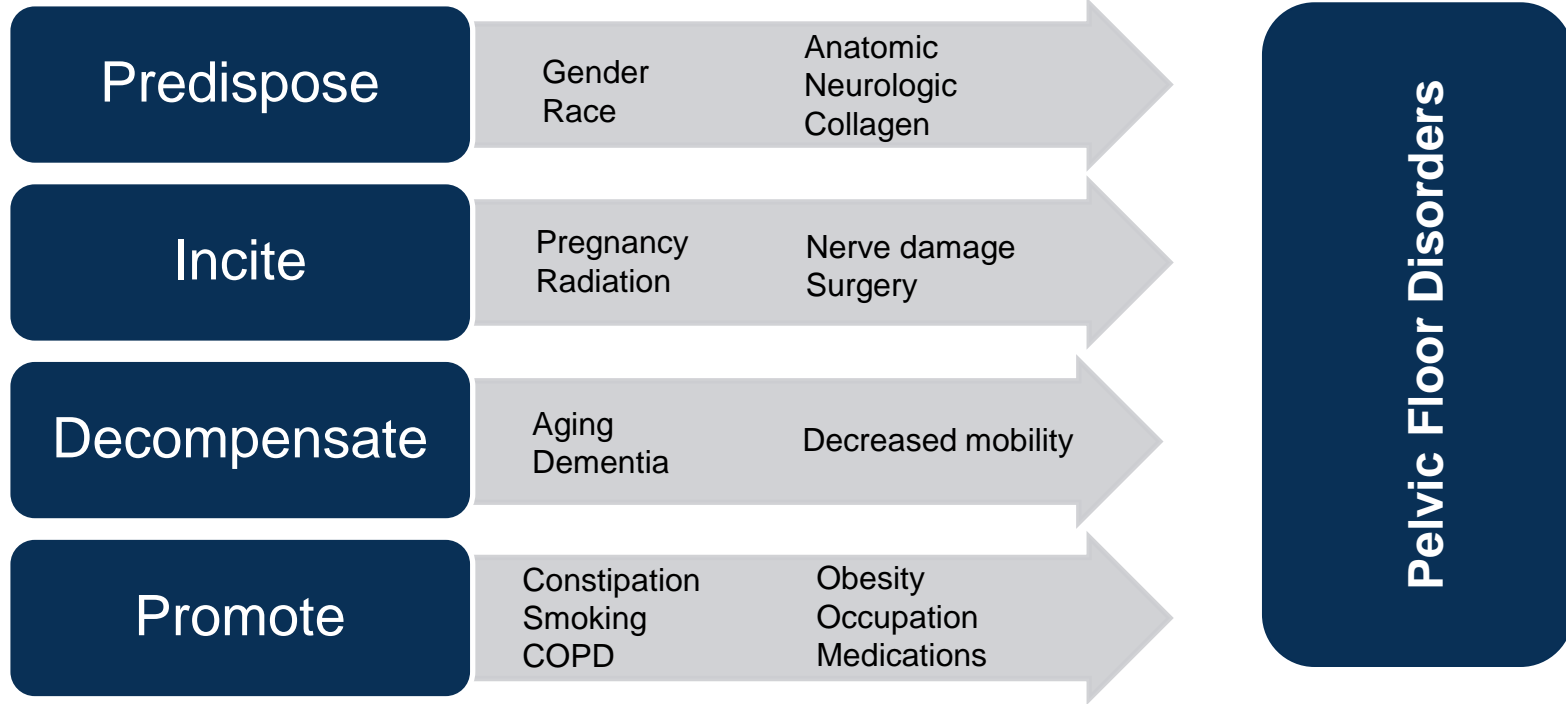 Predispose
Gender
Race
Anatomic
Neurologic
Collagen
Incite
Pregnancy
Radiation
Nerve damage
Surgery
Decompensate
Aging
Dementia
Decreased mobility
Promote
Constipation
Smoking
COPD
Obesity
Occupation
Medications
Pelvic Floor Disorders